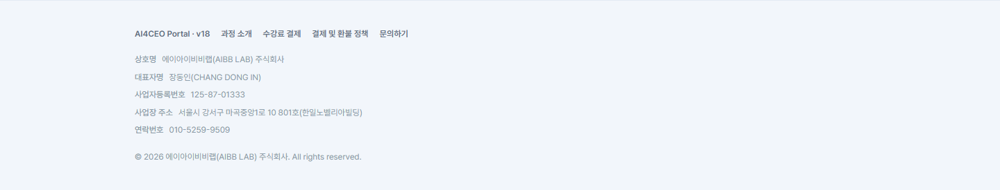 AI4CEO Portal · v18 과정 소개 수강료 결제 결제 및 환불 정책 문의하기
상호명 에이아이비비랩(AIBB LAB) 주식회사
대표자명 장동인(CHANG DONG IN)
사업자등록번호 125-87-01333
사업장 주소 서울시 강서구 마곡중앙1로 10 801호(한일노벨리아빌딩)
연락번호 010-5259-9509
© 2026 에이아이비비랩(AIBB LAB) 주식회사. All rights reserved.